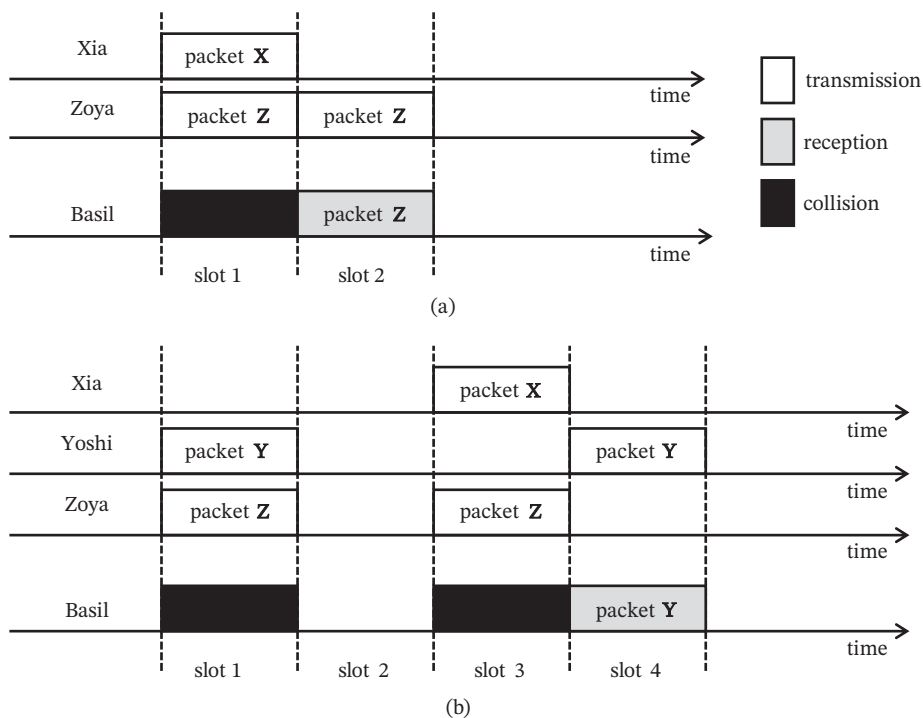 Xia
packet X
time
Zoya
packet Z
packet Z
time
Basil
packet Z
time
slot 1
slot 2
(a)
transmission
reception
collision
Xia
packet X
time
Yoshi
packet Y
packet Y
time
Zoya
packet Z
packet Z
time
Basil
packet Y
time
slot 1
slot 2
slot 3
slot 4
(b)